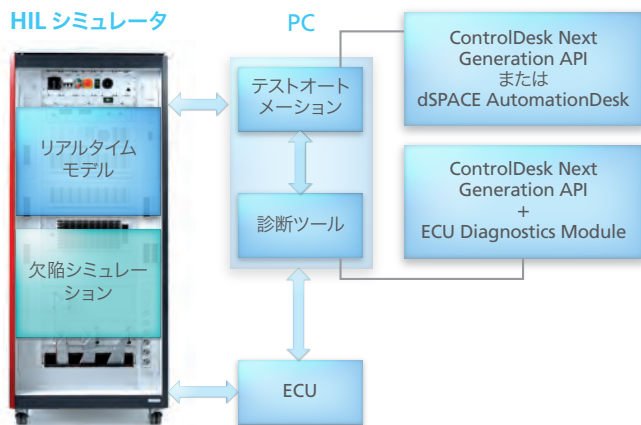 HIL シミュレータ
リアルタイム
モデル
欠陥シミュレー
ション
PC
テストオート
メーション
診断ツール
ECU
ControlDesk Next
Generation API
または
dSPACE AutomationDesk
ControlDesk Next
Generation API
+
ECU Diagnostics Module